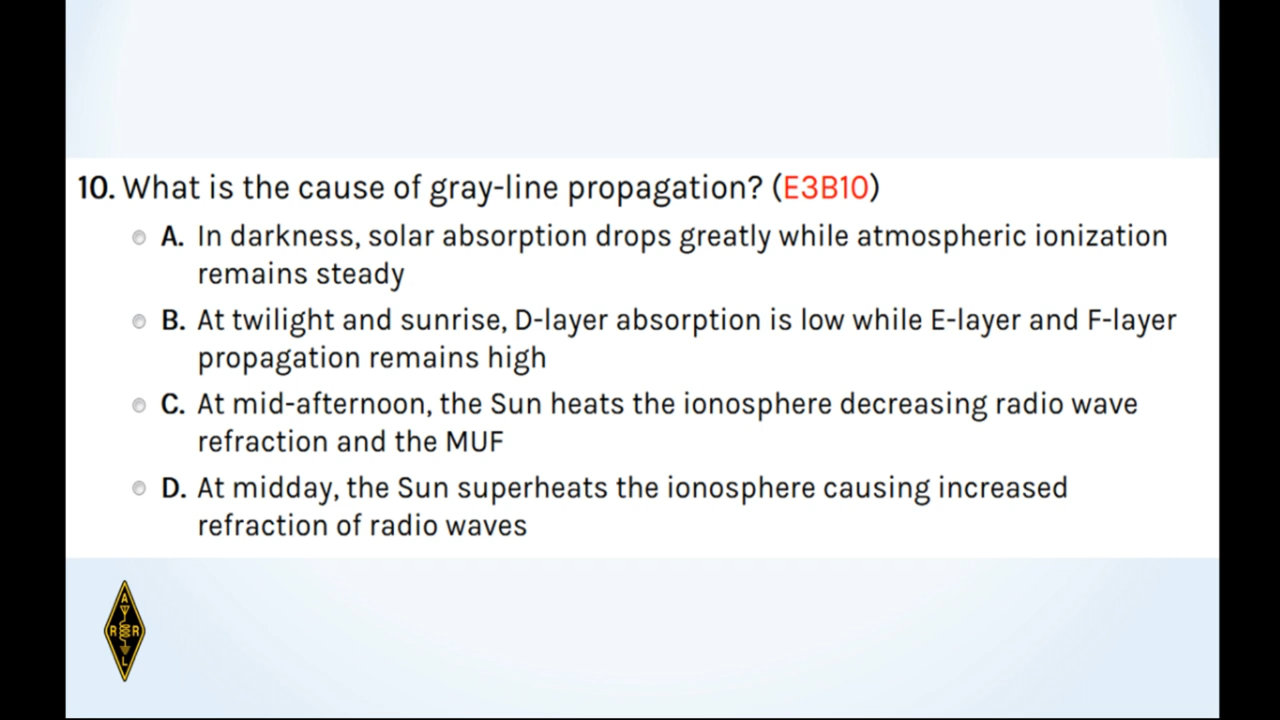 10. What is the cause of gray-line propagation? (E3B10)
A. In darkness, solar absorption drops greatly while atmospheric ionization
remains steady
B. At twilight and sunrise, D-layer absorption is low while E-layer and F-layer
propagation remains high
C. At mid-afternoon, the Sun heats the ionosphere decreasing radio wave
refraction and the MUF
D. At midday, the Sun superheats the ionosphere causing increased
refraction of radio waves
A
R R
L